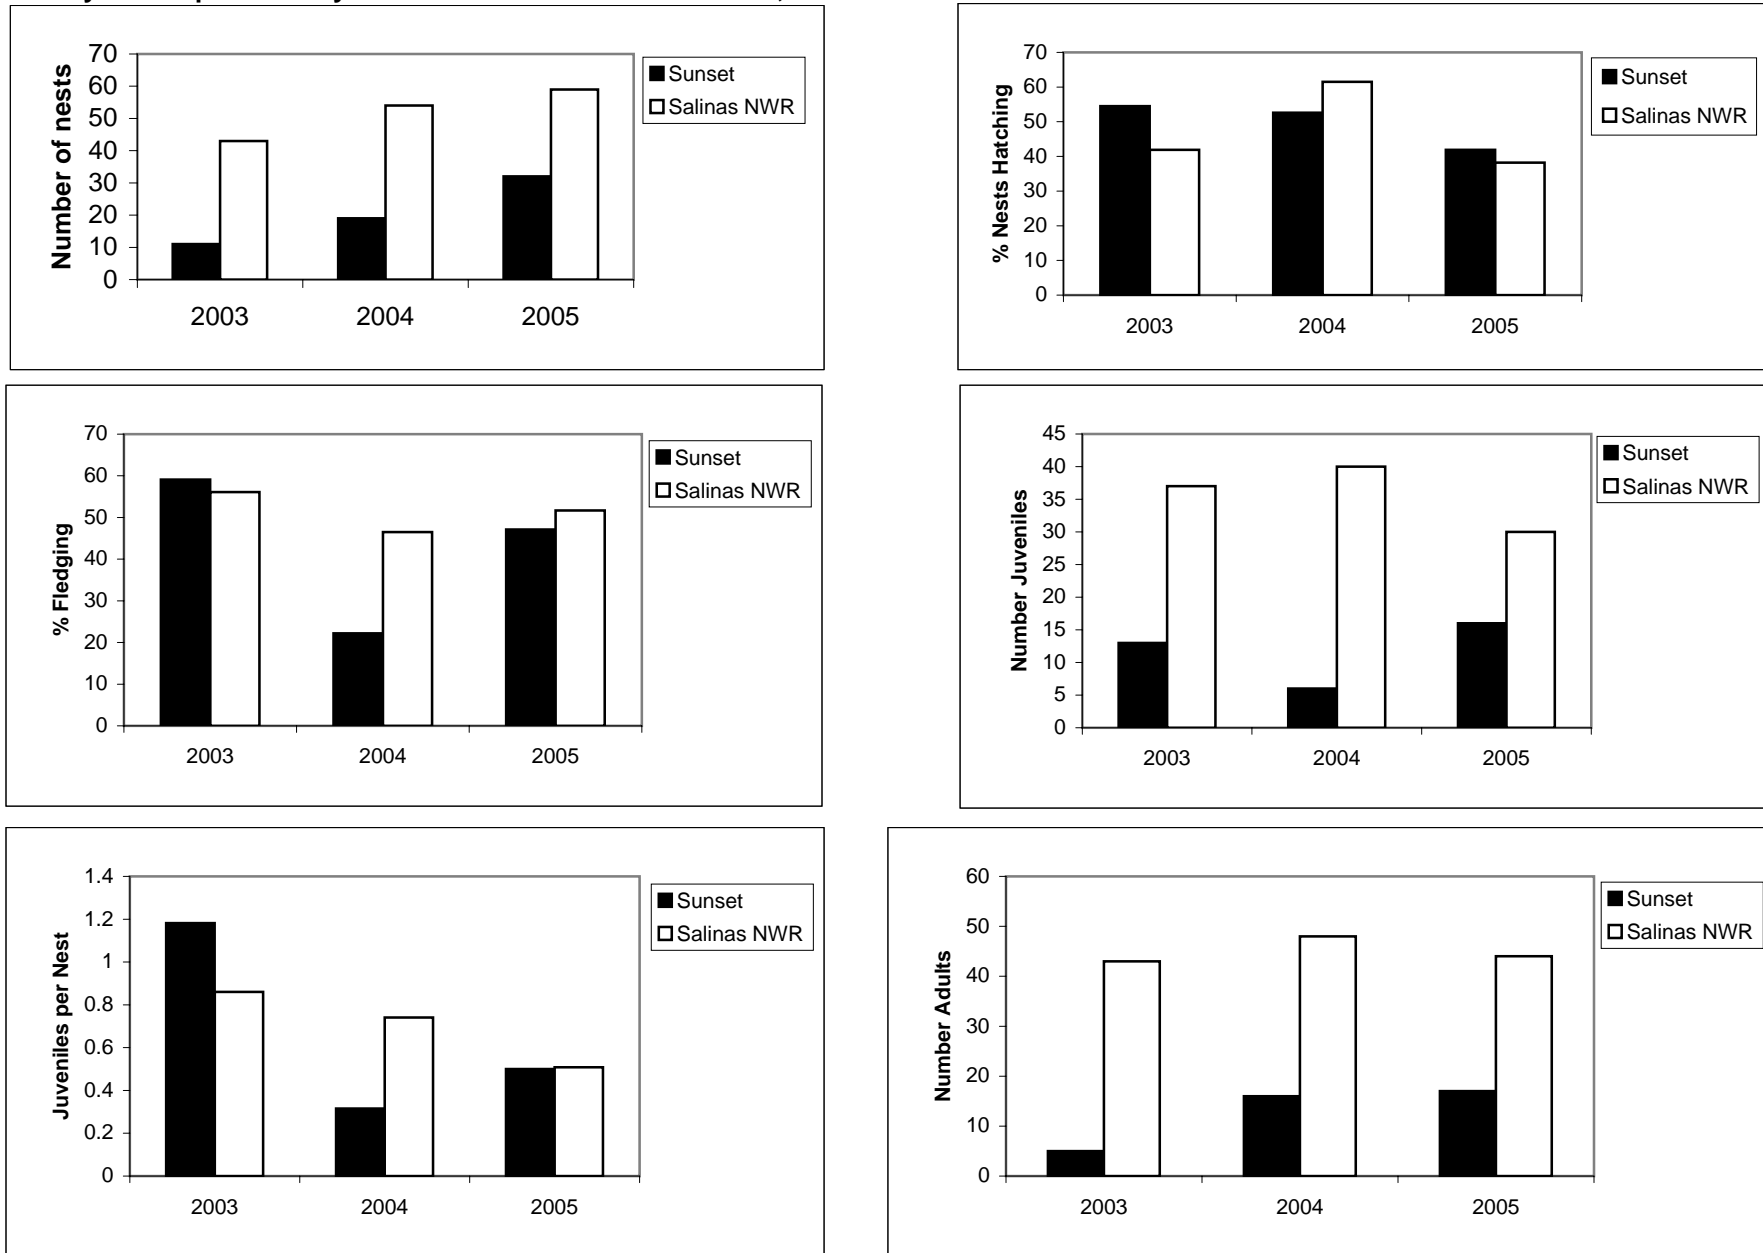 70
60
50
40
30
20
10
0
Number of nests
2003 2004 2005
Sunset
Salinas NWR
70
60
50
40
30
20
10
0
% Nests Hatching
2003 2004 2005
Sunset
Salinas NWR
70
60
50
40
30
20
10
0
% Fledging
2003 2004 2005
Sunset
Salinas NWR
45
40
35
30
25
20
15
10
5
0
Number Juveniles
2003 2004 2005
Sunset
Salinas NWR
1.4
1.2
1
0.8
0.6
0.4
0.2
0
Juveniles per Nest
2003 2004 2005
Sunset
Salinas NWR
60
50
40
30
20
10
0
Number Adults
2003 2004 2005
Sunset
Salinas NWR